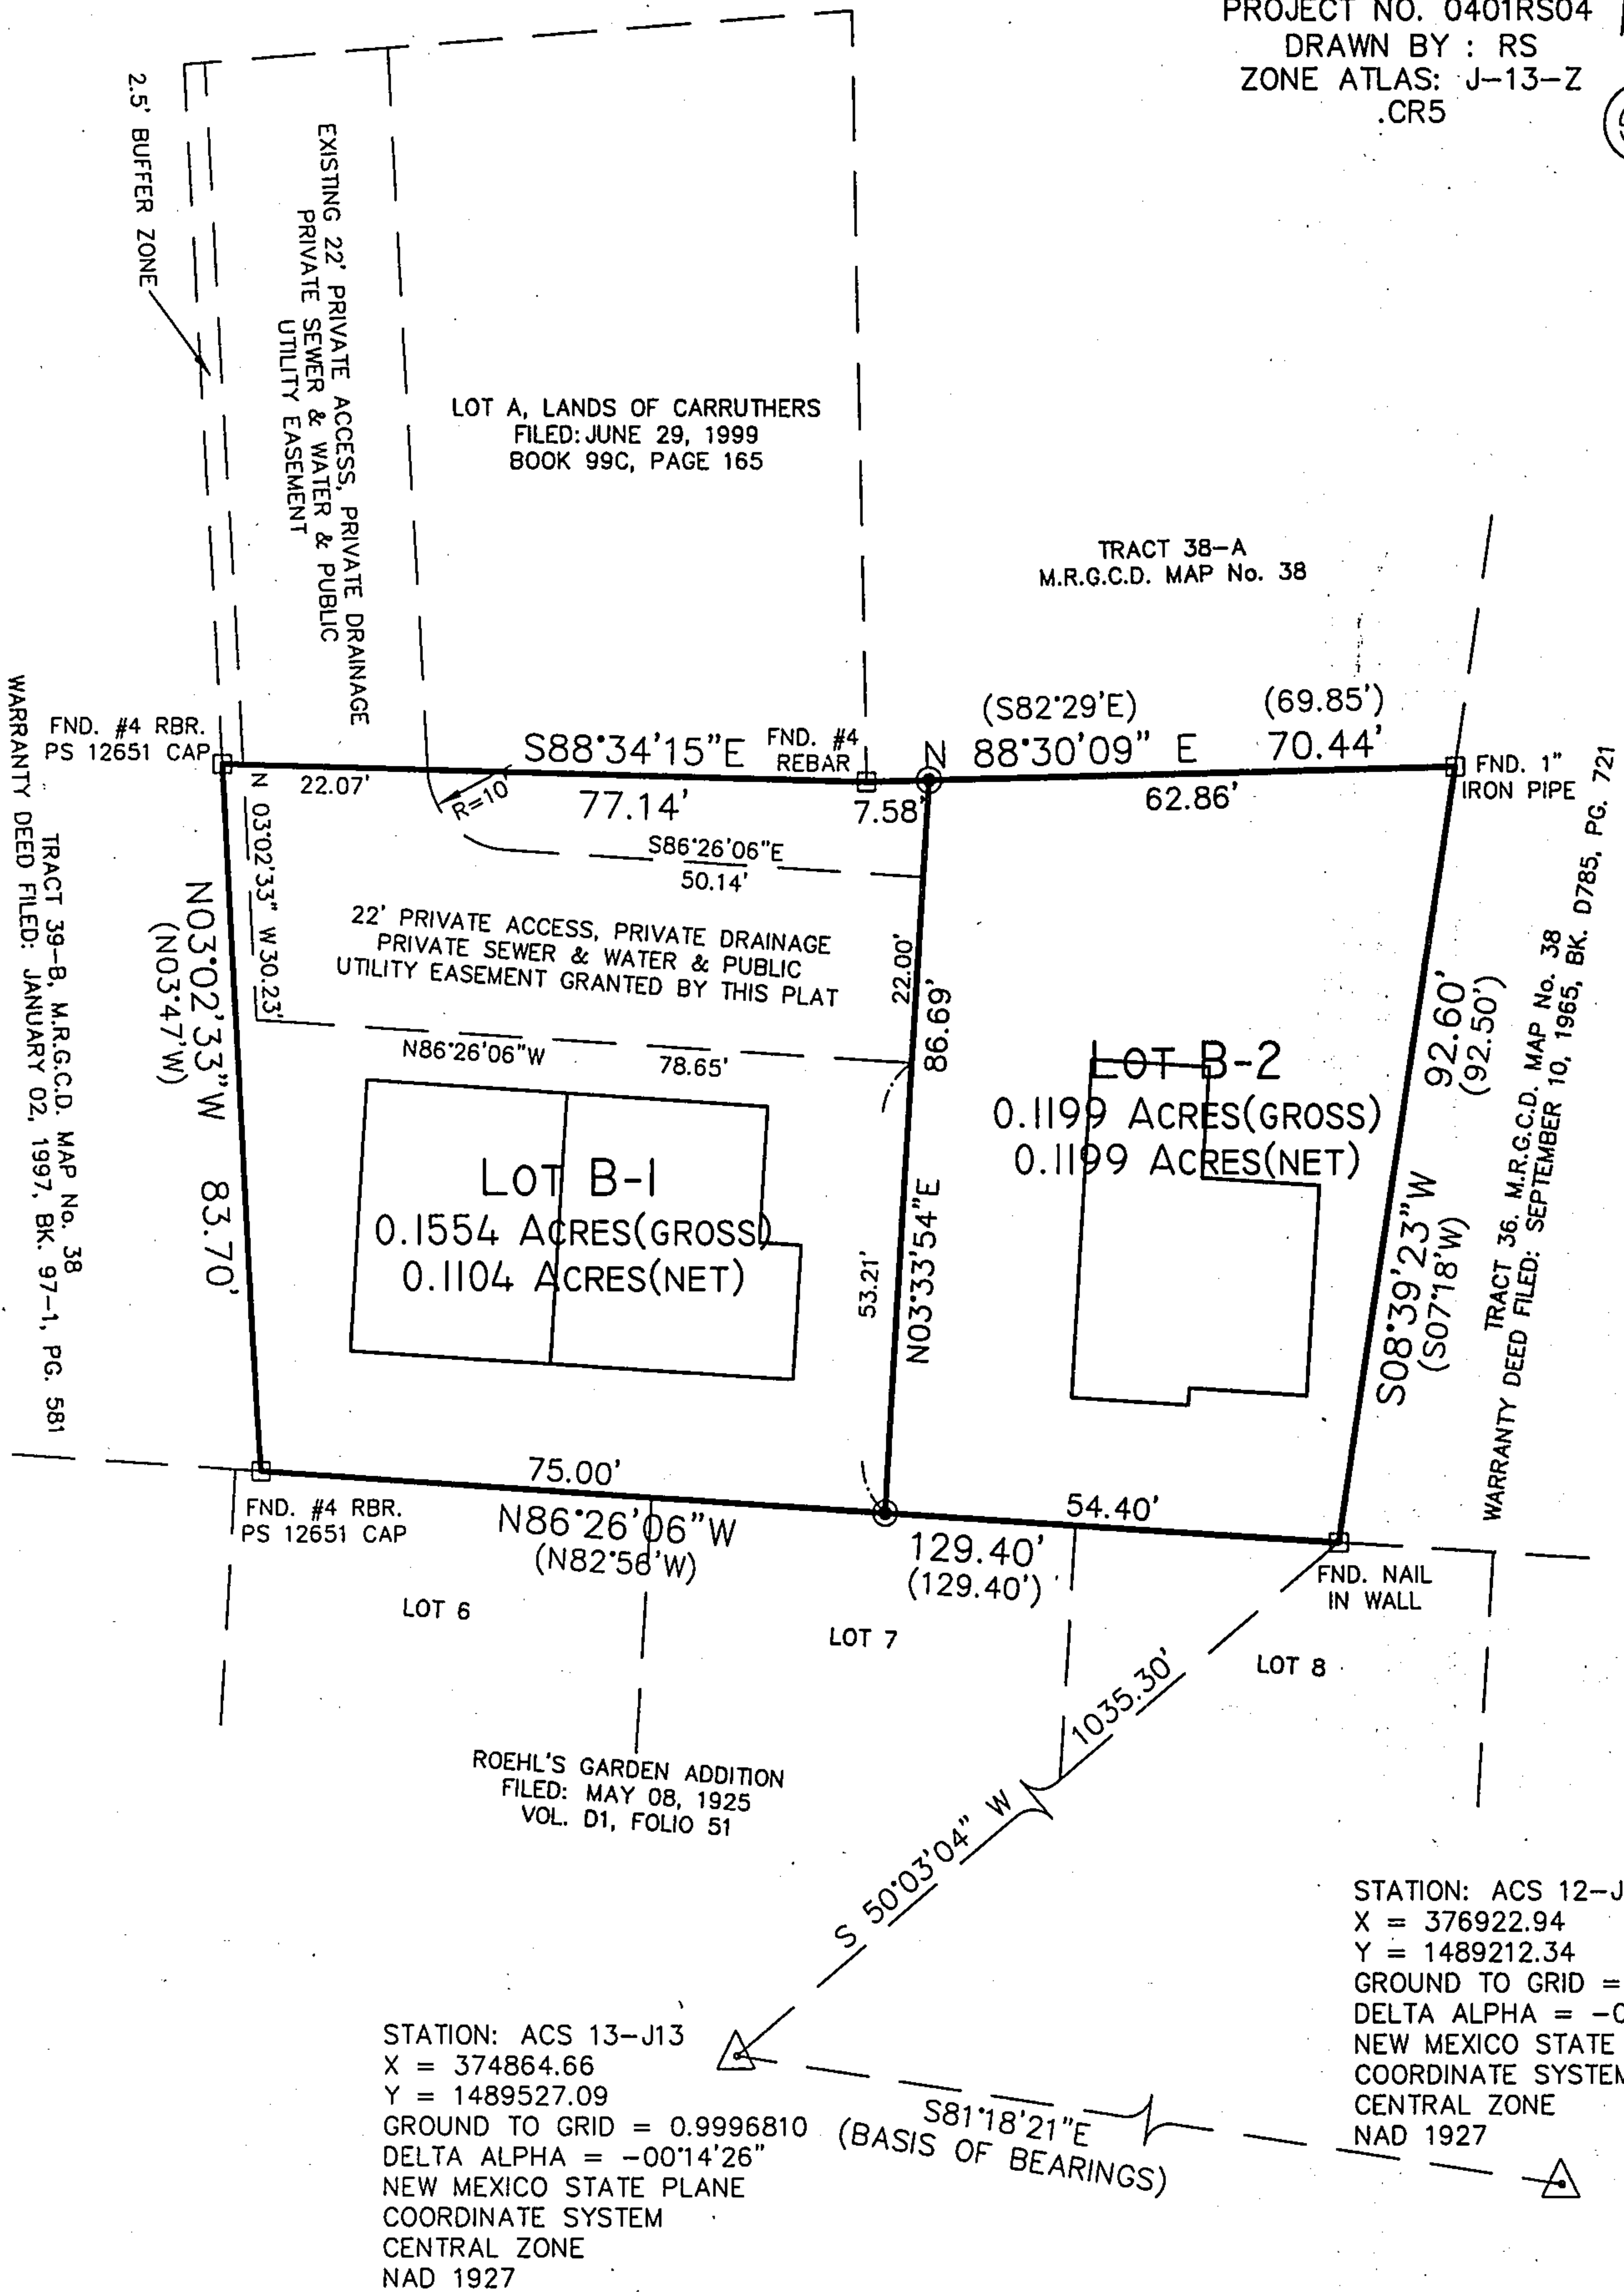 PROJECT NO. 0401RS04
DRAWN BY : RS
ZONE ATLAS: J-13-Z
.CR5
2.5' BUFFER ZONE
EXISTING 22' PRIVATE ACCESS, PRIVATE DRAINAGE
PRIVATE SEWER & WATER & PUBLIC
UTILITY EASEMENT
LOT A, LANDS OF CARRUTHERS
FILED: JUNE 29, 1999
BOOK 99C, PAGE 165
TRACT 38-A
M.R.G.C.D. MAP No. 38
FND. #4 RBR.
PS 12651 CAP
S88°34'15"E
FND. #4
REBAR
(S82°29'E)
(69.85')
N 88°30'09" E 70.44'
FND. 1"
IRON PIPE
22.07'
R=10'
77.14'
7.58'
62.86'
S86°26'06"E
50.14'
N 03°02'33" W 30.23'
22' PRIVATE ACCESS, PRIVATE DRAINAGE
PRIVATE SEWER & WATER & PUBLIC
UTILITY EASEMENT GRANTED BY THIS PLAT
22.00'
86.69'
N86°26'06"W 78.65'
N03°02'33"W 83.70'
(N03°47'W)
TRACT 39-B, M.R.G.C.D. MAP No. 38
WARRANTY DEED FILED: JANUARY 02, 1997, BK. 97-1, PG. 581
LOT B-1
0.1554 ACRES(GROSS)
0.1104 ACRES(NET)
53.21'
N03°33'54"E
LOT B-2
0.1199 ACRES(GROSS)
0.1199 ACRES(NET)
92.60'
(92.50')
S08°39'23"W
(S07°18'W)
TRACT 36. M.R.G.C.D. MAP No. 38
WARRANTY DEED FILED: SEPTEMBER 10, 1965, BK. D785, PG. 721
FND. #4 RBR.
PS 12651 CAP
75.00'
N86°26'06"W
(N82°56'W)
54.40'
129.40'
(129.40')
FND. NAIL
IN WALL
LOT 6
LOT 7
LOT 8
ROEHL'S GARDEN ADDITION
FILED: MAY 08, 1925
VOL. D1, FOLIO 51
S 50°03'04" W 1035.30'
STATION: ACS 13-J13
X = 374864.66
Y = 1489527.09
GROUND TO GRID = 0.9996810
DELTA ALPHA = -00°14'26"
NEW MEXICO STATE PLANE
COORDINATE SYSTEM
CENTRAL ZONE
NAD 1927
S81°18'21"E
(BASIS OF BEARINGS)
STATION: ACS 12-J
X = 376922.94
Y = 1489212.34
GROUND TO GRID =
DELTA ALPHA = -0
NEW MEXICO STATE
COORDINATE SYSTEM
CENTRAL ZONE
NAD 1927